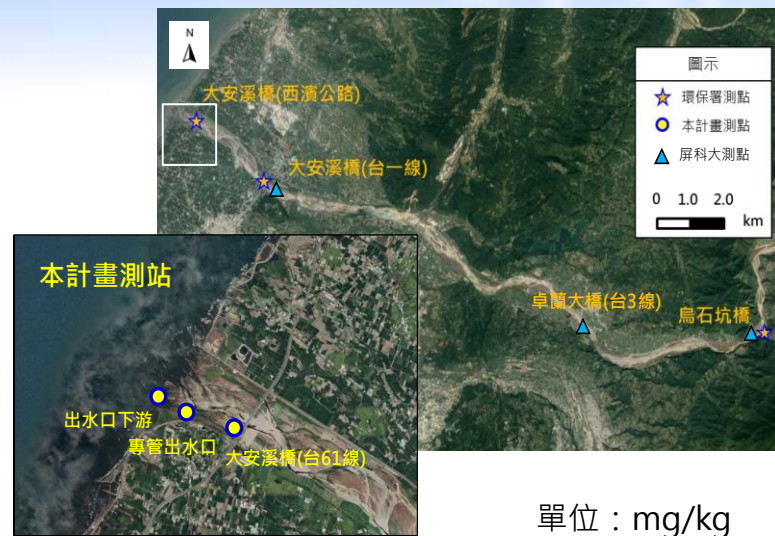 N
圖示
環保署測點
本計畫測點
屏科大測點
0 1.0 2.0
km
大安溪橋(西濱公路)
大安溪橋(台一線)
卓蘭大橋(台3線)
烏石坑橋
本計畫測站
出水口下游
專管出水口
大安溪橋(台61線)
單位：mg/kg